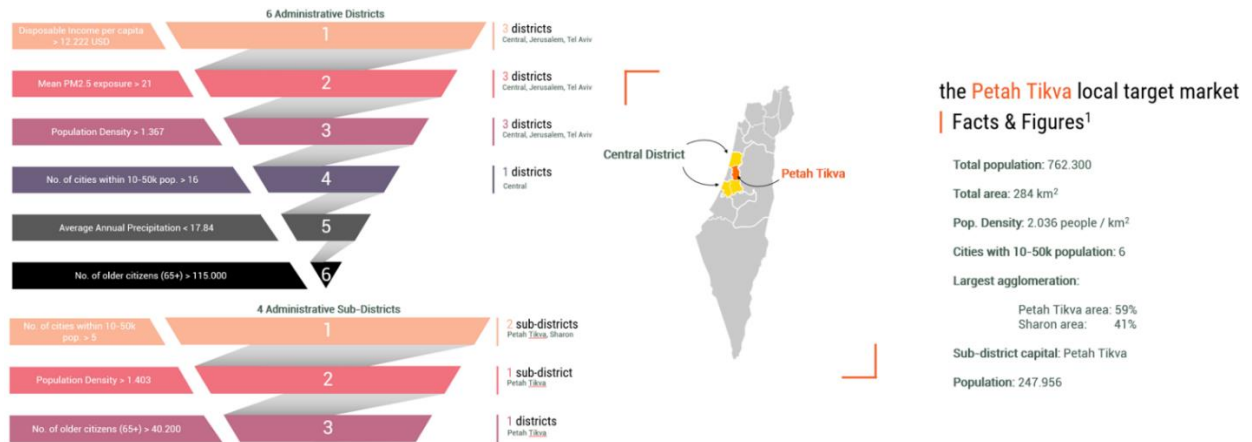 6 Administrative Districts
Disposable Income per capita
> 12.222 USD
1
3 districts
Central, Jerusalem, Tel Aviv
Mean PM2.5 exposure > 21
2
3 districts
Central, Jerusalem, Tel Aviv
Population Density > 1.367
3
3 districts
Central, Jerusalem, Tel Aviv
No. of cities within 10-50k pop. > 16
4
1 districts
Central
Average Annual Precipitation < 17.84
5
No. of older citizens (65+) > 115.000
6
4 Administrative Sub-Districts
No. of cities within 10-50k
pop. > 5
1
2 sub-districts
Petah Tikva, Sharon
Population Density > 1.403
2
1 sub-district
Petah Tikva
No. of older citizens (65+) > 40.200
3
1 districts
Petah Tikva
Central District
Petah Tikva
the Petah Tikva local target market
| Facts & Figures¹
Total population: 762.300
Total area: 284 km²
Pop. Density: 2.036 people / km²
Cities with 10-50k population: 6
Largest agglomeration:
Petah Tikva area: 59%
Sharon area: 41%
Sub-district capital: Petah Tikva
Population: 247.956